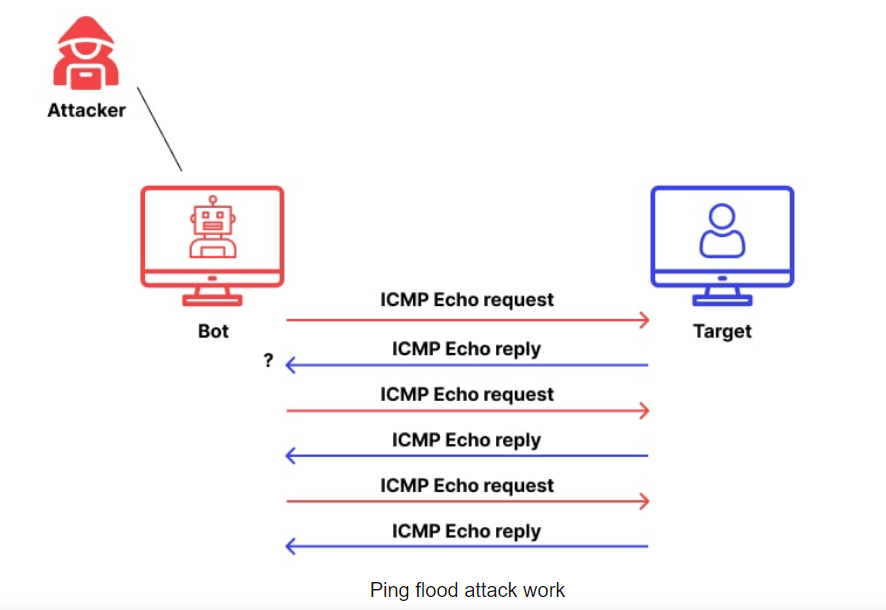 Attacker
Bot
Target
ICMP Echo request
?
ICMP Echo reply
ICMP Echo request
ICMP Echo reply
ICMP Echo request
ICMP Echo reply
Ping flood attack work